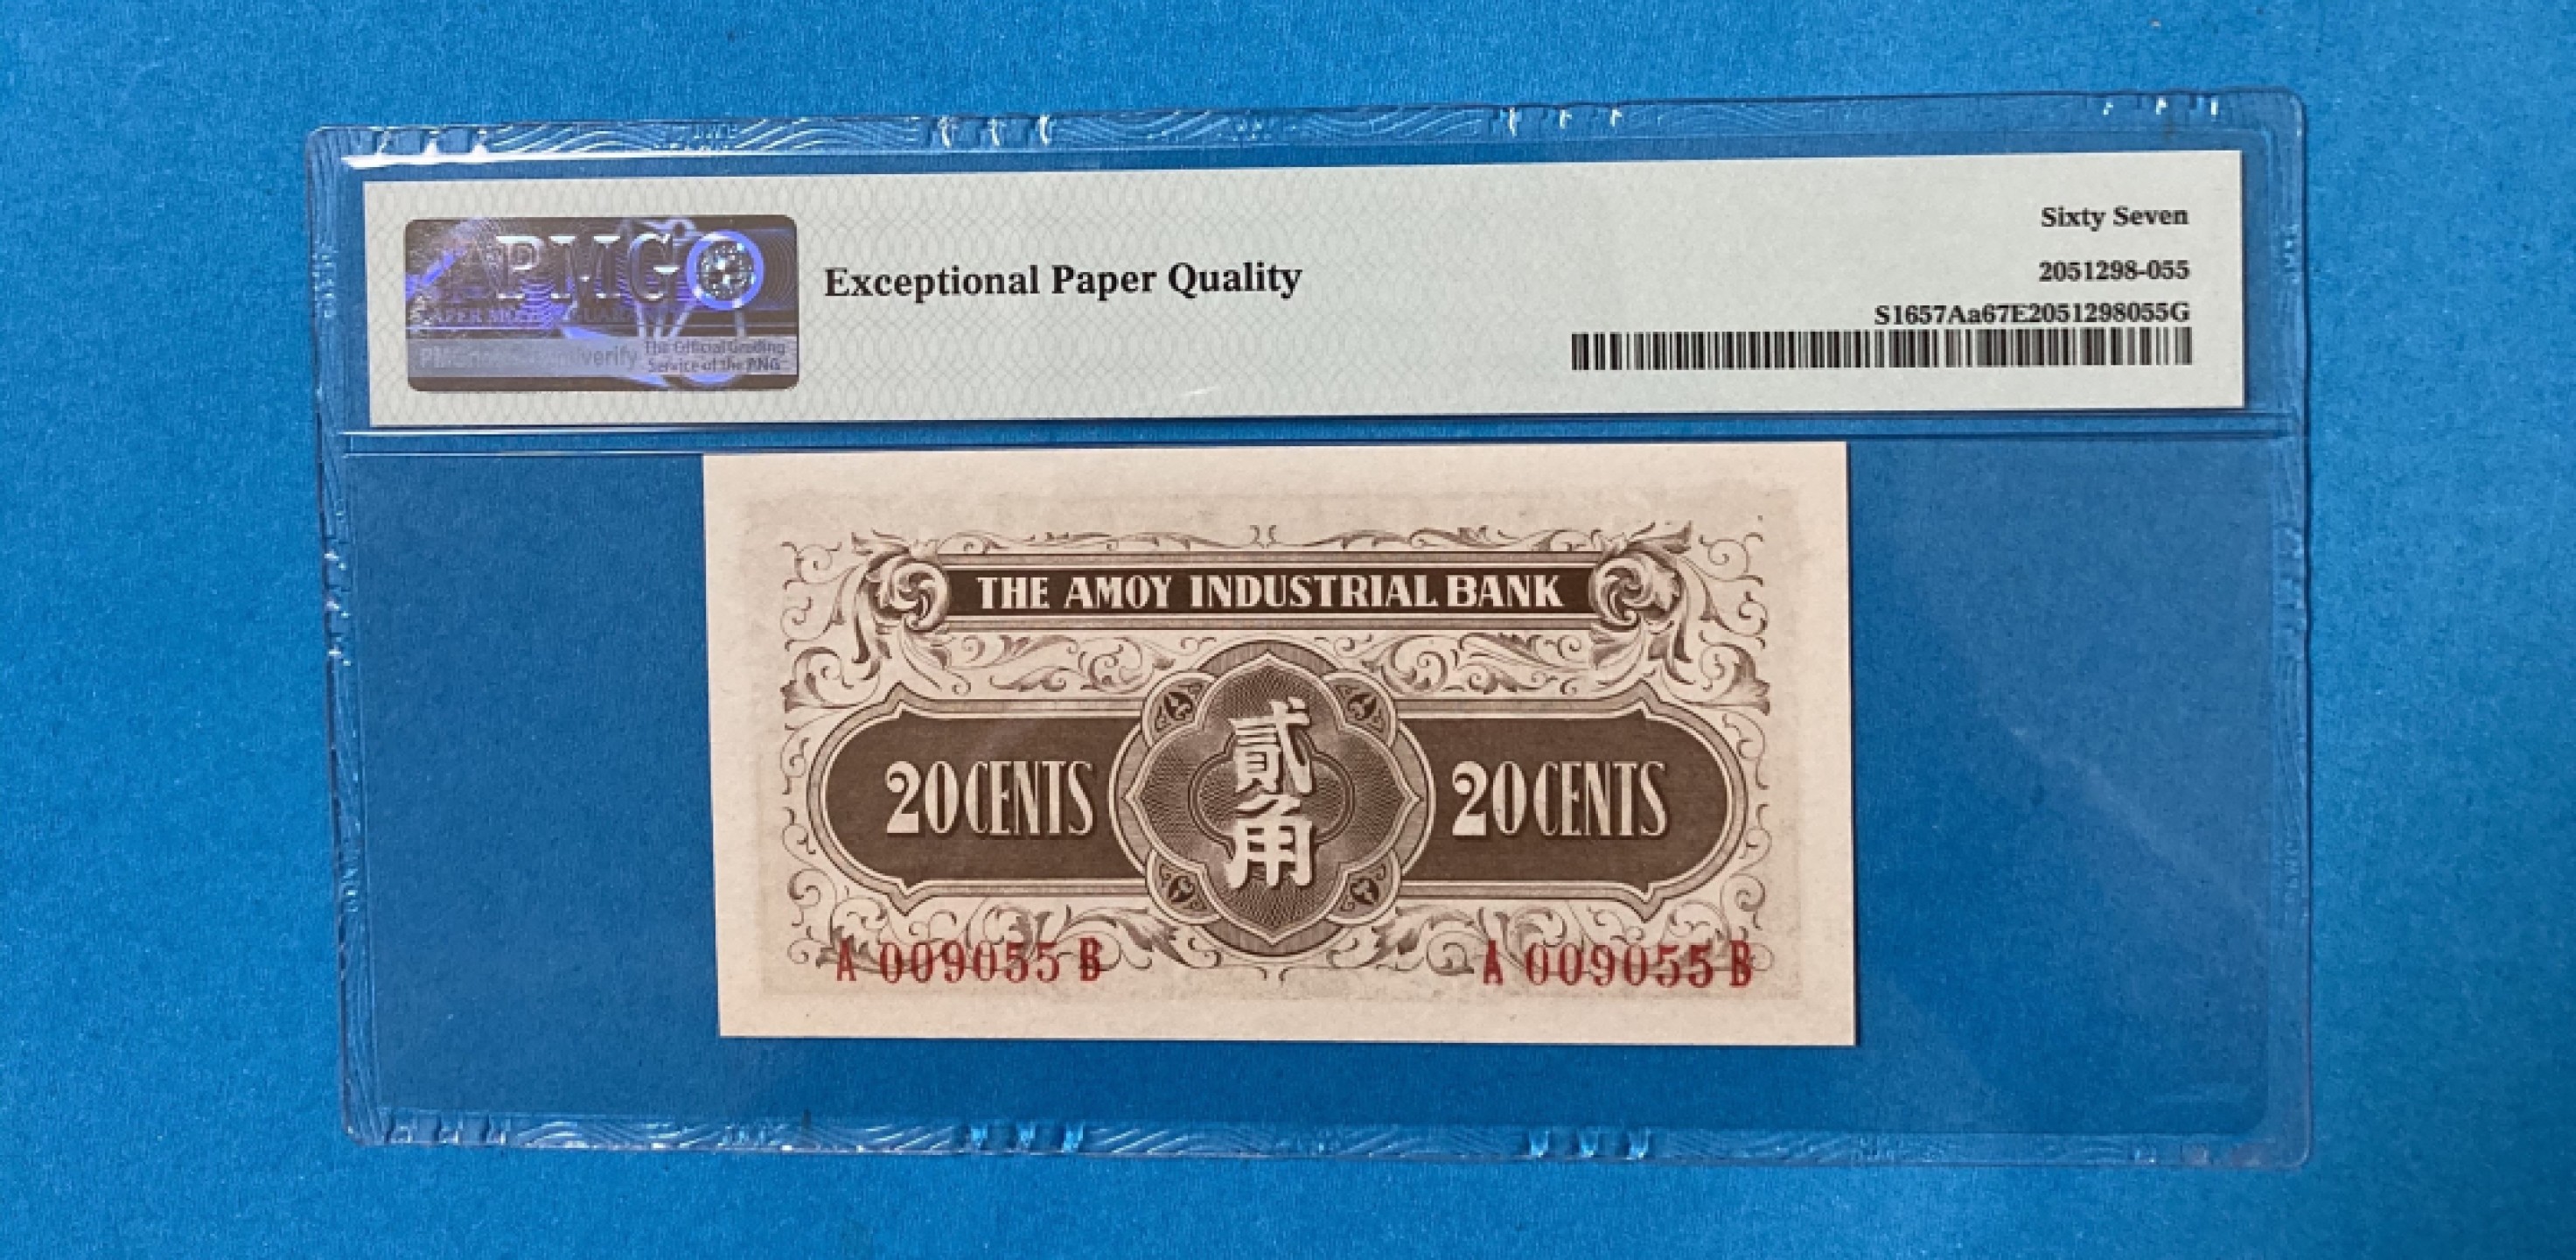 PMG
Exceptional Paper Quality
Sixty Seven
2051298-055
S1657Aa67E2051298055G
verify
The Official Grading
Service of the PNG
THE AMOY INDUSTRIAL BANK
20 CENTS
貳角
20 CENTS
A 009055 B
A 009055 B